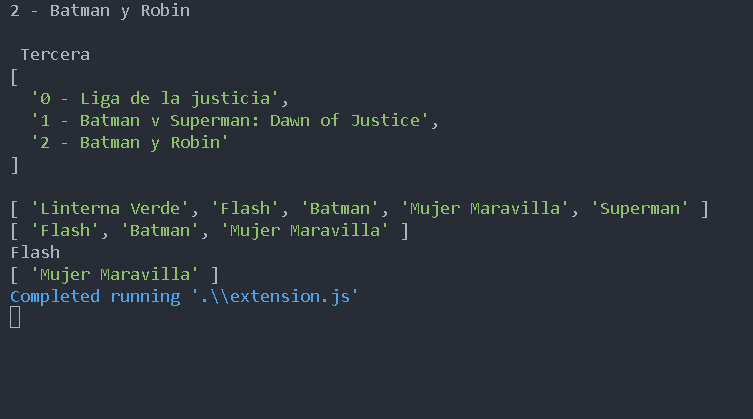 2 - Batman y Robin
Tercera
[
'0 - Liga de la justicia',
'1 - Batman v Superman: Dawn of Justice',
'2 - Batman y Robin'
]
[ 'Linterna Verde', 'Flash', 'Batman', 'Mujer Maravilla', 'Superman' ]
[ 'Flash', 'Batman', 'Mujer Maravilla' ]
Flash
[ 'Mujer Maravilla' ]
Completed running '.\\extension.js'